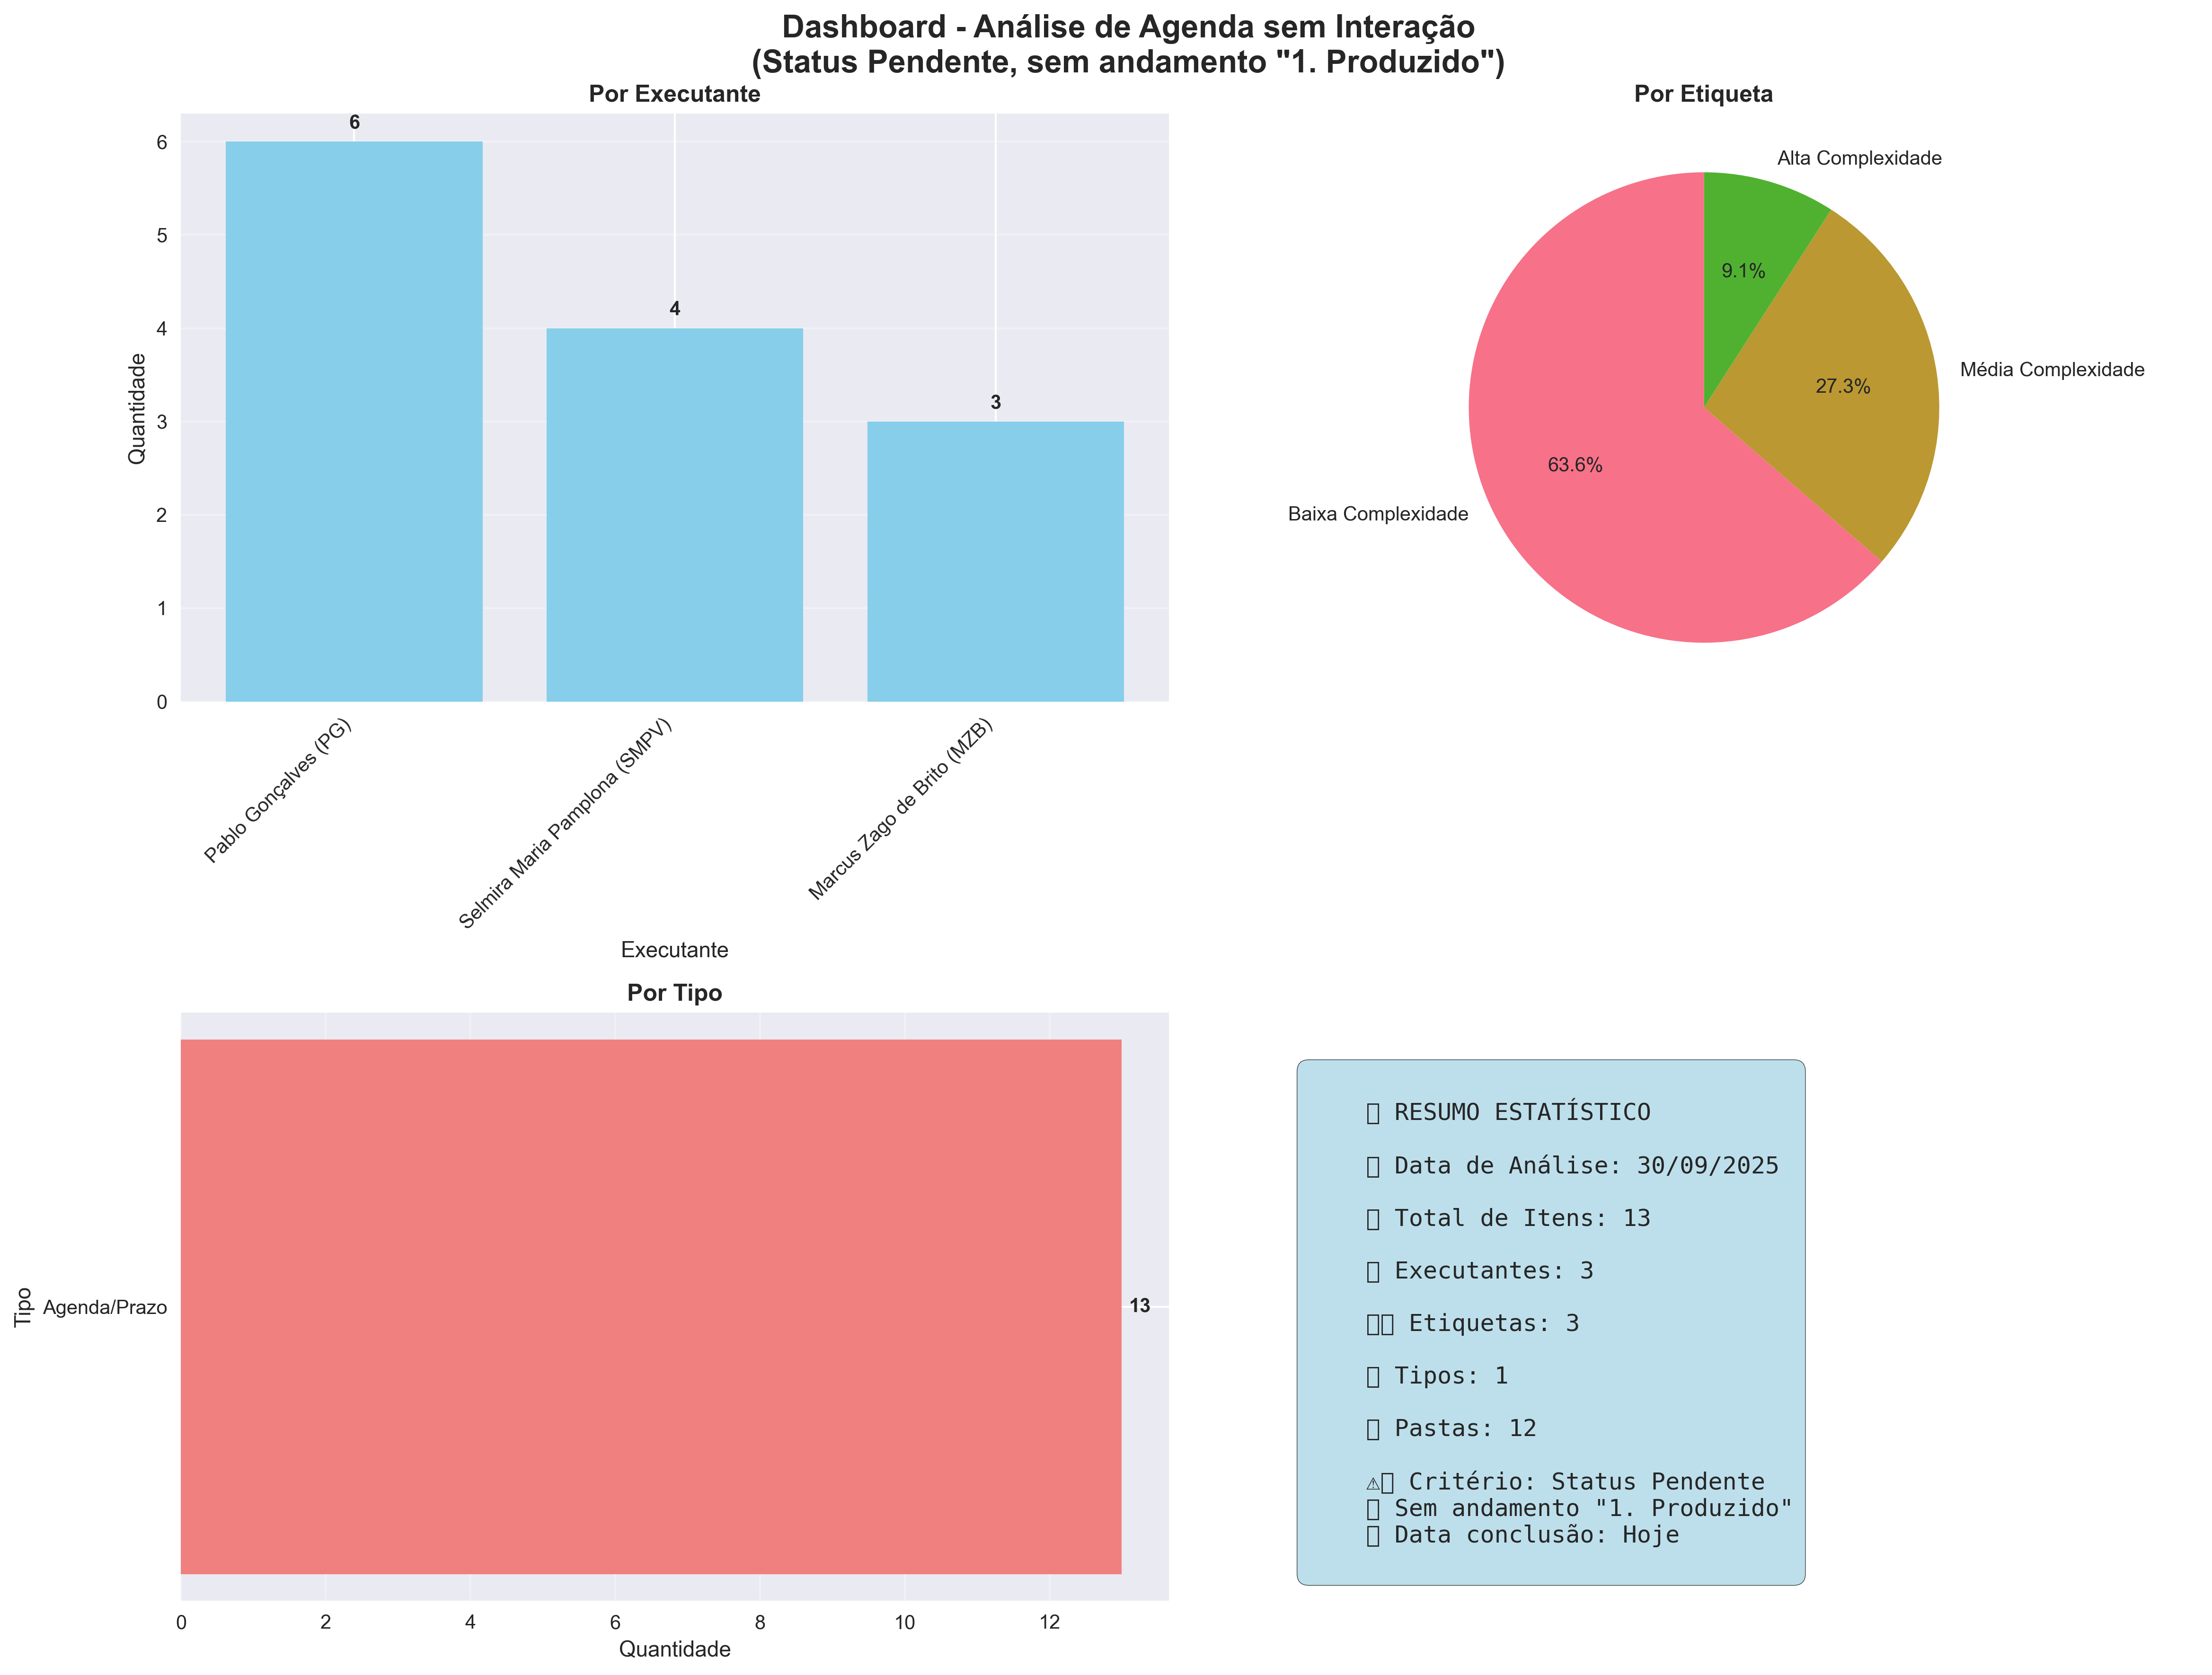 Dashboard - Análise de Agenda sem Interação
(Status Pendente, sem andamento "1. Produzido")
Por Executante
6
5
4
3
2
1
0
Quantidade
6
4
3
Pablo Gonçalves (PG)
Selmira Maria Pamplona (SMPV)
Marcus Zago de Brito (MZB)
Executante
Por Etiqueta
Alta Complexidade
9.1%
Média Complexidade
27.3%
63.6%
Baixa Complexidade
Por Tipo
Tipo
Agenda/Prazo
13
0 2 4 6 8 10 12
Quantidade
RESUMO ESTATÍSTICO
Data de Análise: 30/09/2025
Total de Itens: 13
Executantes: 3
Etiquetas: 3
Tipos: 1
Pastas: 12
⚠ Critério: Status Pendente
Sem andamento "1. Produzido"
Data conclusão: Hoje